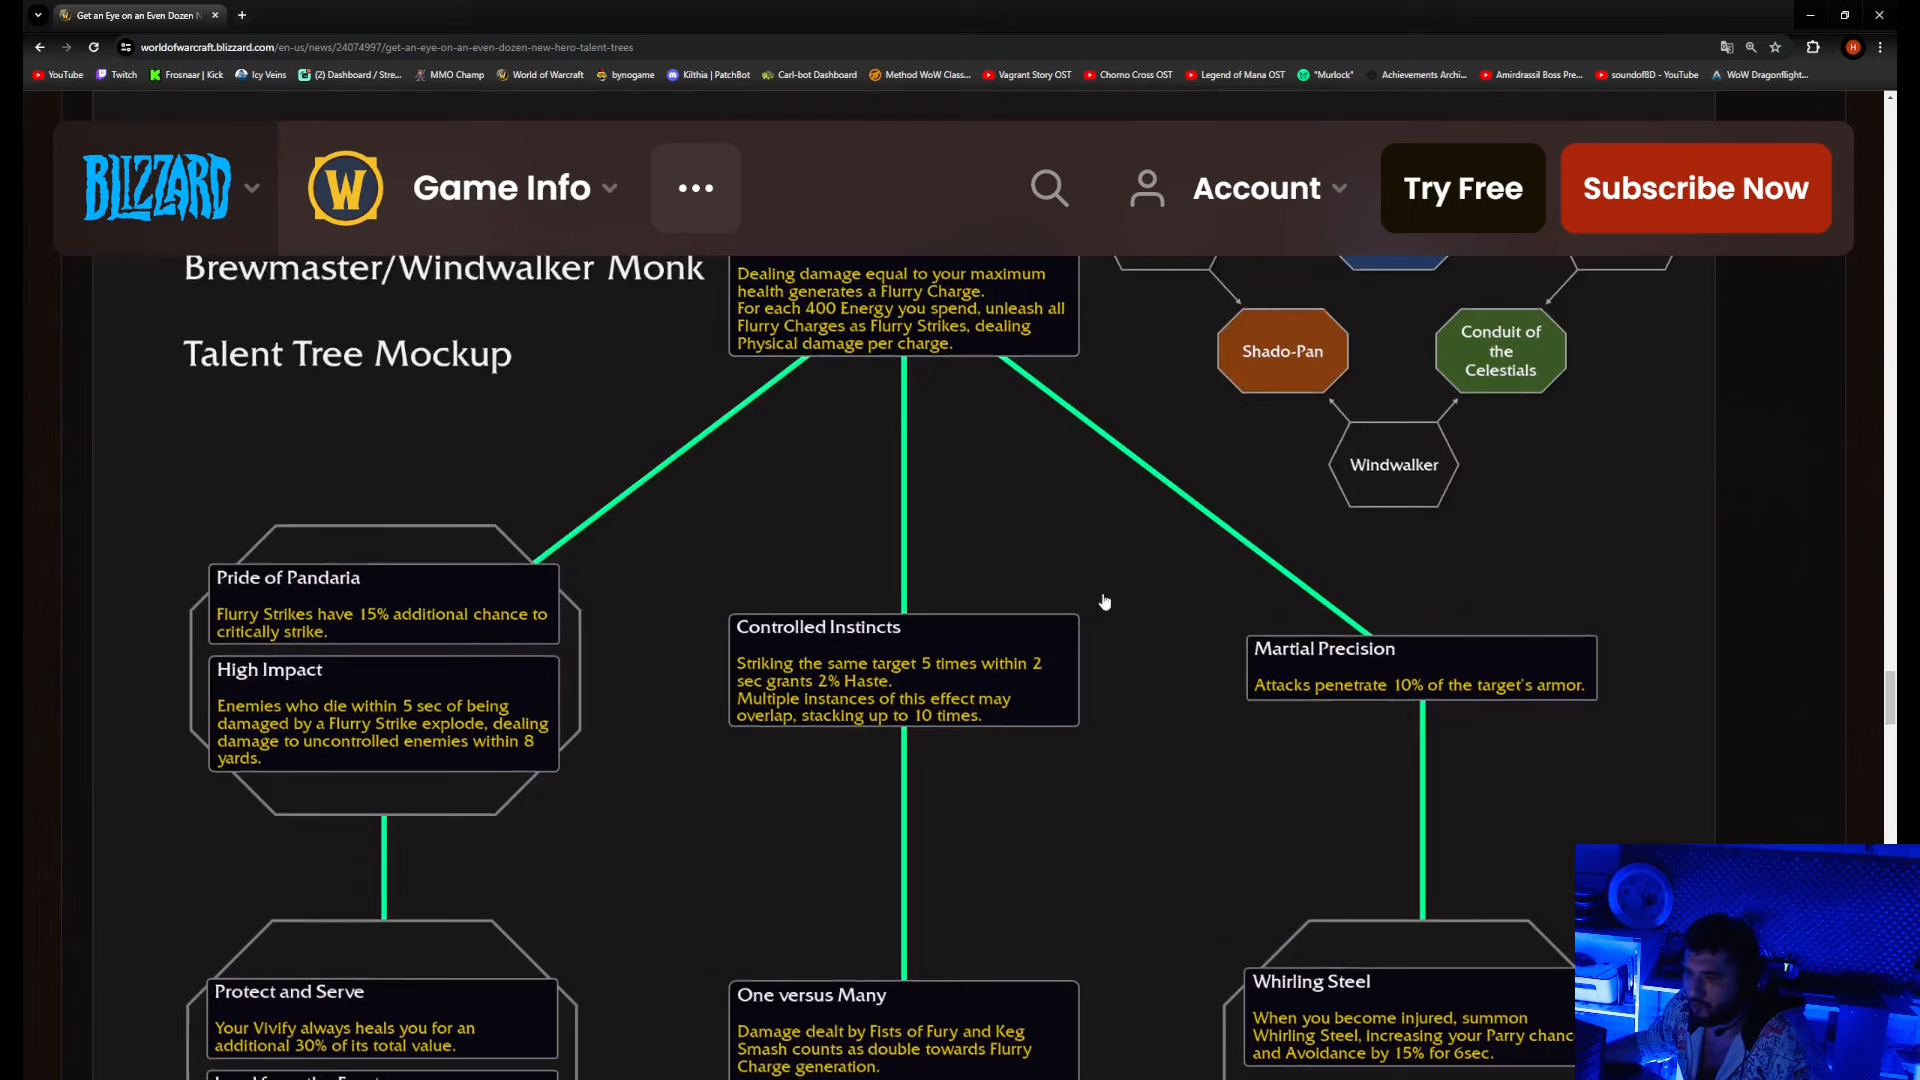 Get an Eye on an Even Dozen N
worldofwarcraft.blizzard.com/en-us/news/24074997/get-an-eye-on-an-even-dozen-new-hero-talent-trees
H
YouTube
Twitch
Frosnaar | Kick
Icy Veins
(2) Dashboard / Stre...
MMO Champ
World of Warcraft
bynogame
Kilthia | PatchBot
Carl-bot Dashboard
Method WoW Clas...
Vagrant Story OST
Chorno Cross OST
Legend of Mana OST
"Murlock"
Achievements Archi...
Amirdrassil Boss Pre...
soundofBD - YouTube
WoW Dragonflight...
BLIZZARD
W
Game Info
Account
Try Free
Subscribe Now
Brewmaster/Windwalker Monk
Talent Tree Mockup
Dealing damage equal to your maximum
health generates a Flurry Charge.
For each 400 Energy you spend, unleash all
Flurry Charges as Flurry Strikes, dealing
Physical damage per charge.
Shado-Pan
Conduit of
the
Celestials
Windwalker
Pride of Pandaria
Flurry Strikes have 15% additional chance to
critically strike.
High Impact
Enemies who die within 5 sec of being
damaged by a Flurry Strike explode, dealing
damage to uncontrolled enemies within 8
yards.
Controlled Instincts
Striking the same target 5 times within 2
sec grants 2% Haste.
Multiple instances of this effect may
overlap, stacking up to 10 times.
Martial Precision
Attacks penetrate 10% of the target's armor.
Protect and Serve
Your Vivify always heals you for an
additional 30% of its total value.
One versus Many
Damage dealt by Fists of Fury and Keg
Smash counts as double towards Flurry
Charge generation.
Whirling Steel
When you become injured, summon
Whirling Steel, increasing your Parry chance
and Avoidance by 15% for 6sec.